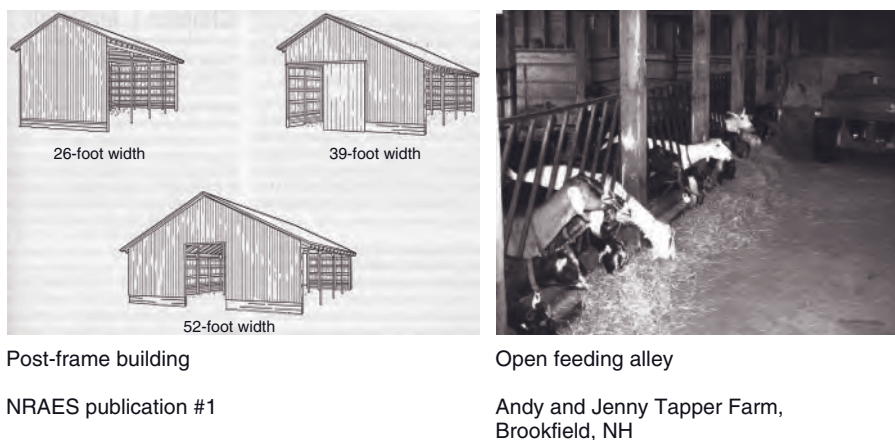 26-foot width
39-foot width
52-foot width
Post-frame building
NRAES publication #1
Open feeding alley
Andy and Jenny Tapper Farm,
Brookfield, NH